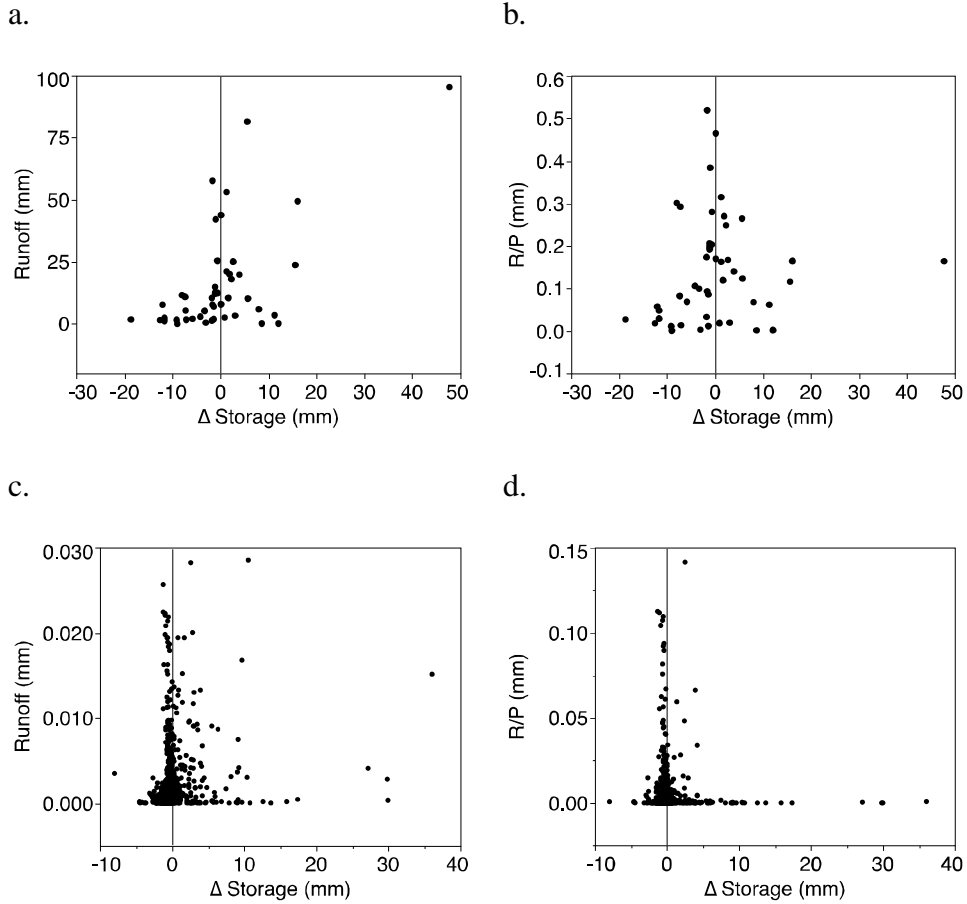 a.
b.
100
75
50
25
0
Runoff (mm)
-30 -20 -10 0 10 20 30 40 50
Δ Storage (mm)
0.6
0.5
0.4
0.3
0.2
0.1
0.0
-0.1
R/P (mm)
-30 -20 -10 0 10 20 30 40 50
Δ Storage (mm)
c.
d.
0.030
0.020
0.010
0.000
Runoff (mm)
-10 0 10 20 30 40
Δ Storage (mm)
0.15
0.10
0.05
0.00
R/P (mm)
-10 0 10 20 30 40
Δ Storage (mm)